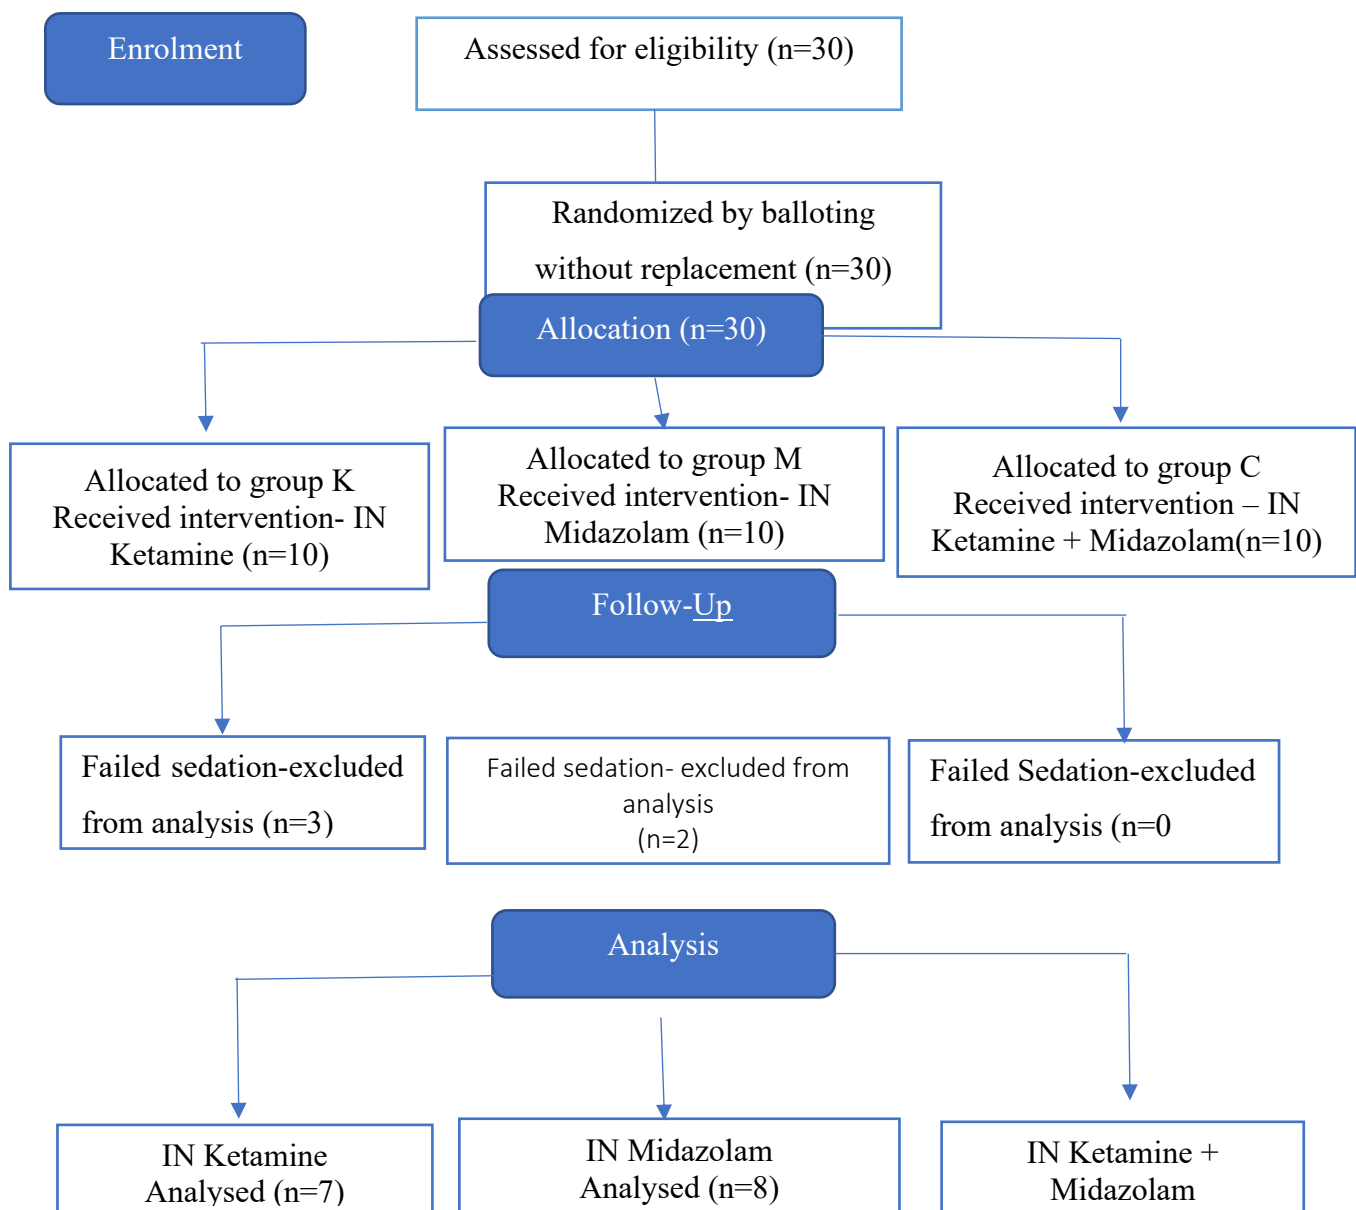 Enrolment
Assessed for eligibility (n=30)
Randomized by balloting
without replacement (n=30)
Allocation (n=30)
Allocated to group K
Received intervention- IN
Ketamine (n=10)
Allocated to group M
Received intervention- IN
Midazolam (n=10)
Allocated to group C
Received intervention – IN
Ketamine + Midazolam(n=10)
Follow-Up
Failed sedation-excluded
from analysis (n=3)
Failed sedation- excluded from
analysis
(n=2)
Failed Sedation-excluded
from analysis (n=0
Analysis
IN Ketamine
Analysed (n=7)
IN Midazolam
Analysed (n=8)
IN Ketamine +
Midazolam